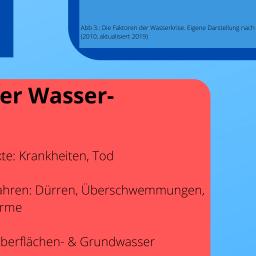 Abb 3.: Die Faktoren der Wasserkrise. Eigene Darstellung nach
(2010, aktualisiert 2019)
er Wasser-
kte: Krankheiten, Tod
ahren: Dürren, Überschwemmungen,
rme
berflächen- & Grundwasser